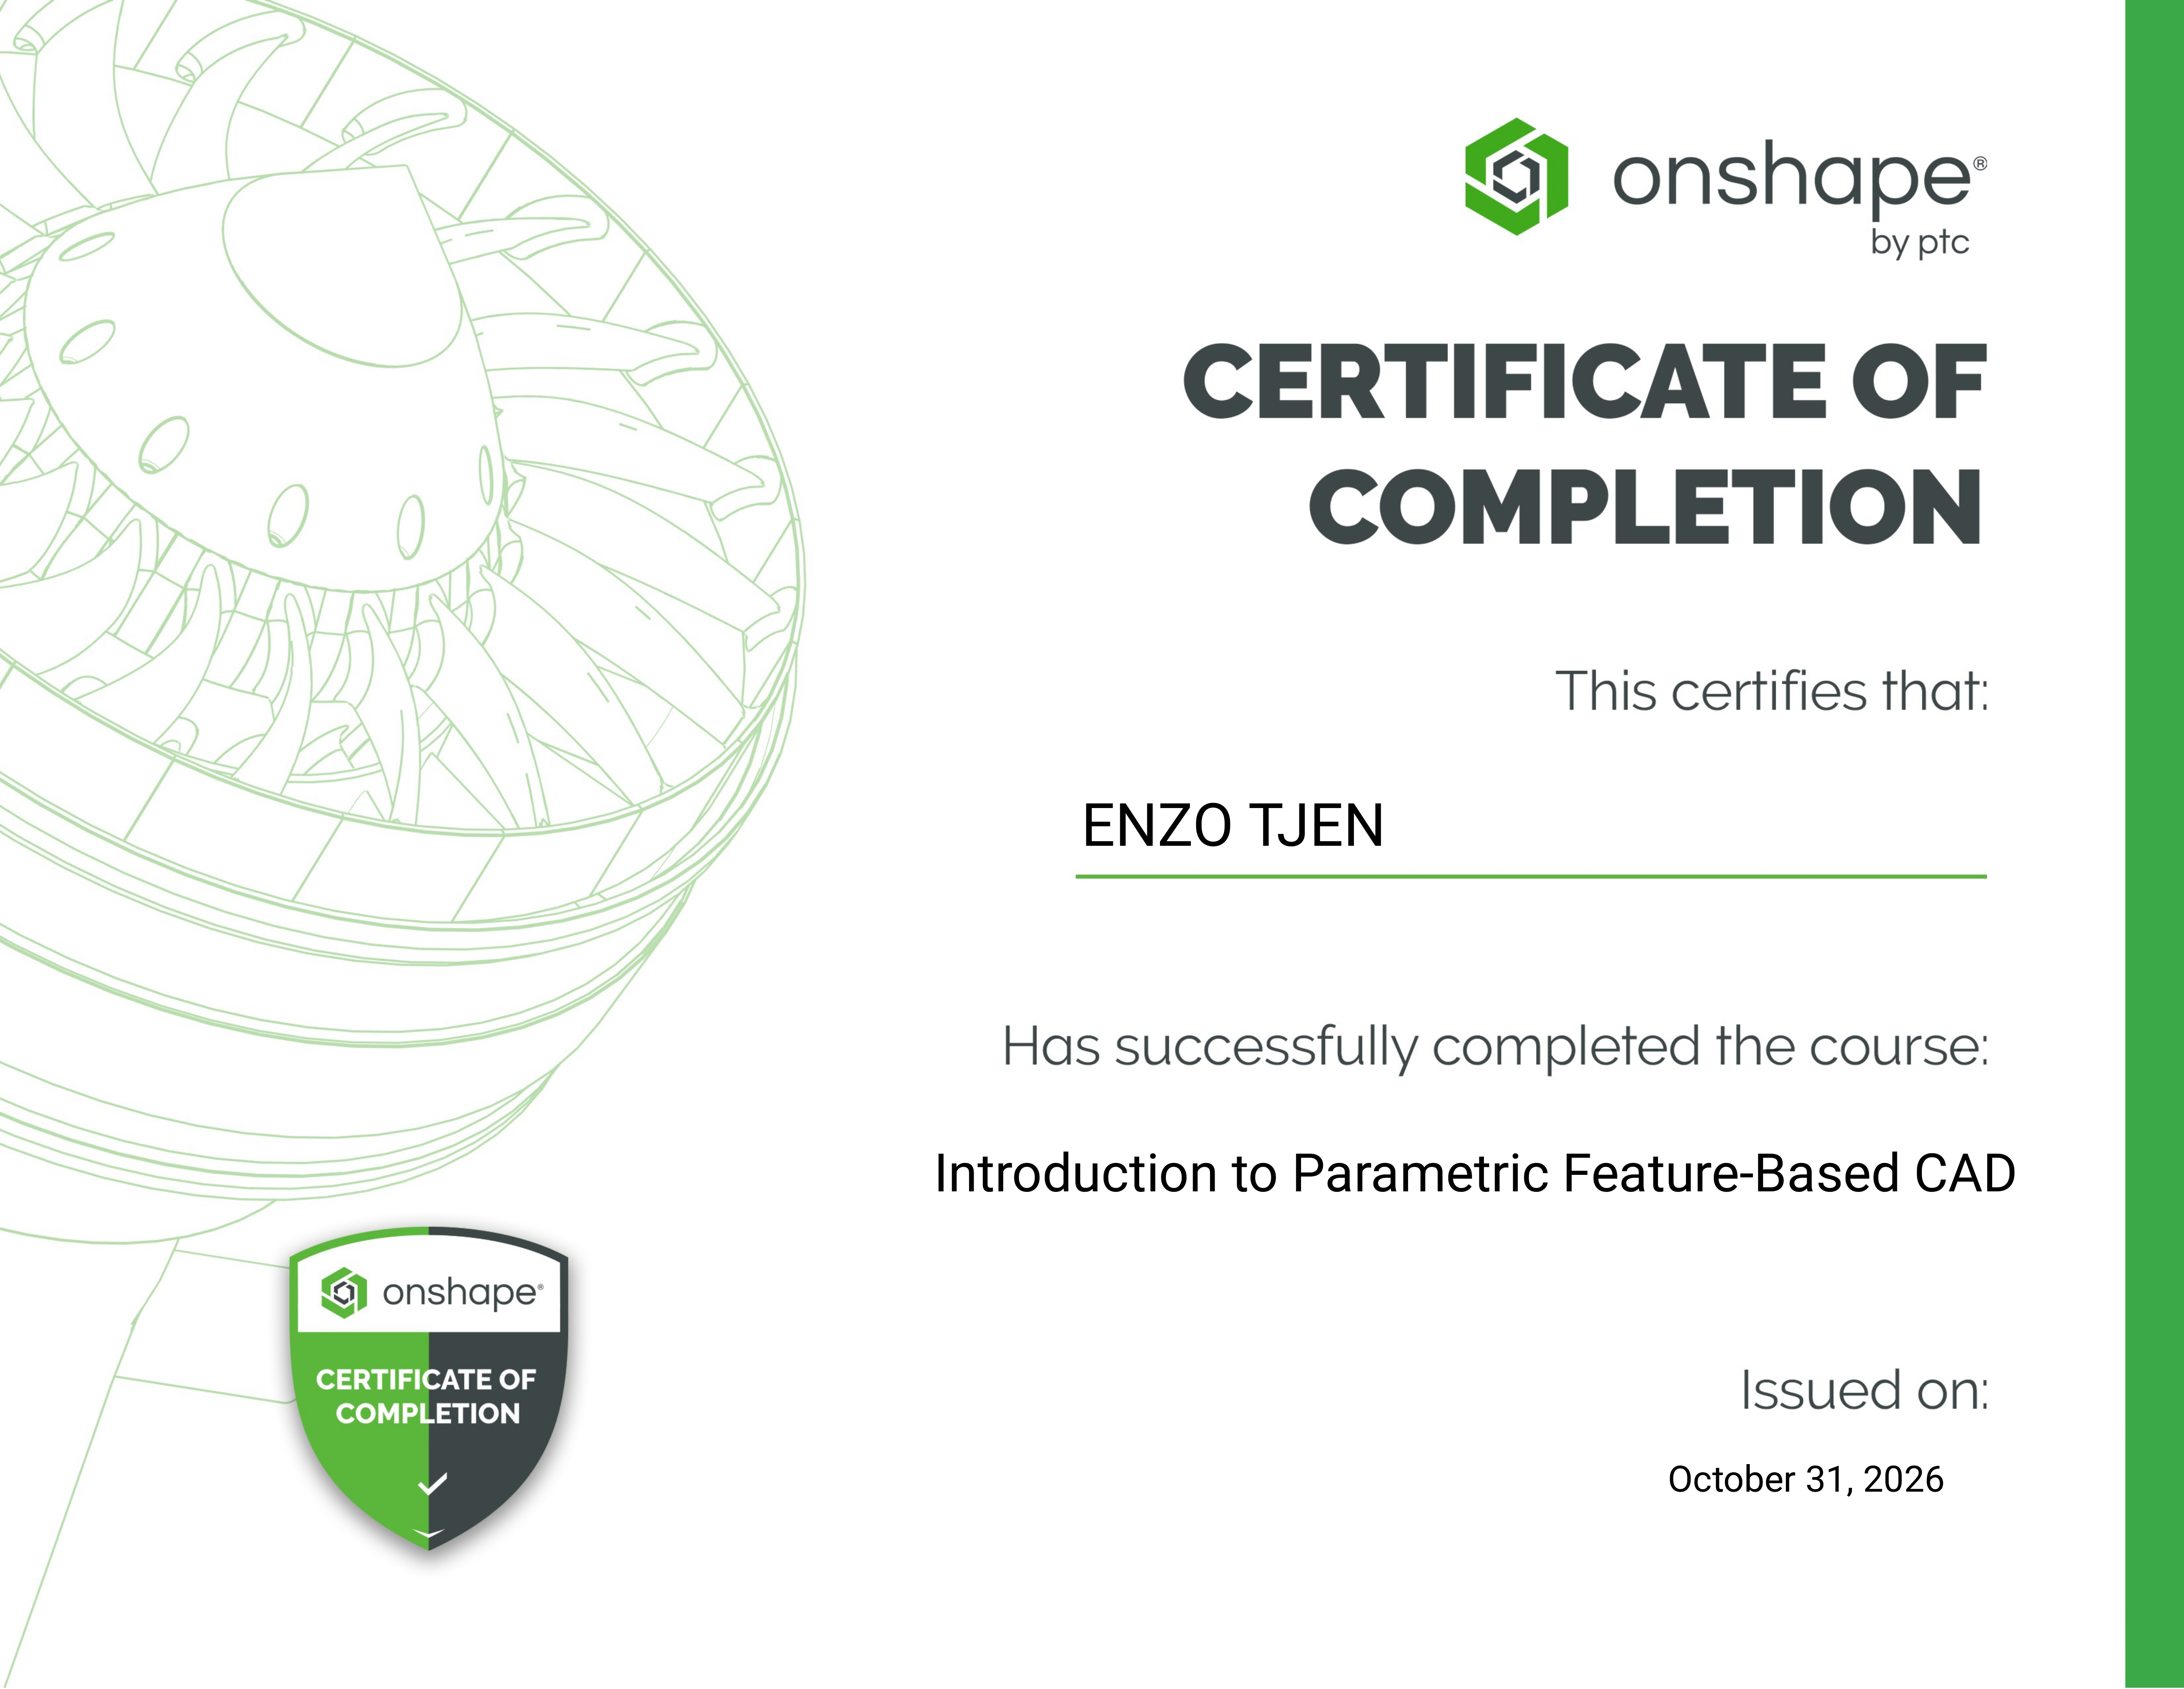 onshape®
by ptc
CERTIFICATE OF
COMPLETION
This certifies that:
ENZO TJEN
Has successfully completed the course:
Introduction to Parametric Feature-Based CAD
onshape®
CERTIFICATE OF
COMPLETION
Issued on:
October 31, 2026